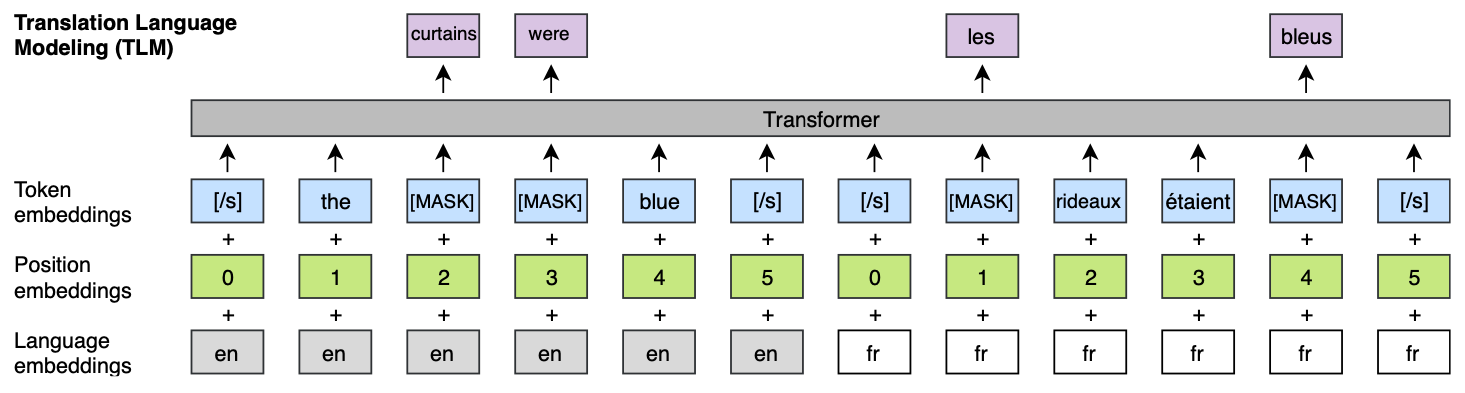 Translation Language
Modeling (TLM)
curtains were les bleus
Transformer
Token
embeddings
[/s] the [MASK] [MASK] blue [/s] [/s] [MASK] rideaux étaient [MASK] [/s]
+ + + + + + + + + + + +
Position
embeddings
0 1 2 3 4 5 0 1 2 3 4 5
+ + + + + + + + + + + +
Language
embeddings
en en en en en en fr fr fr fr fr fr